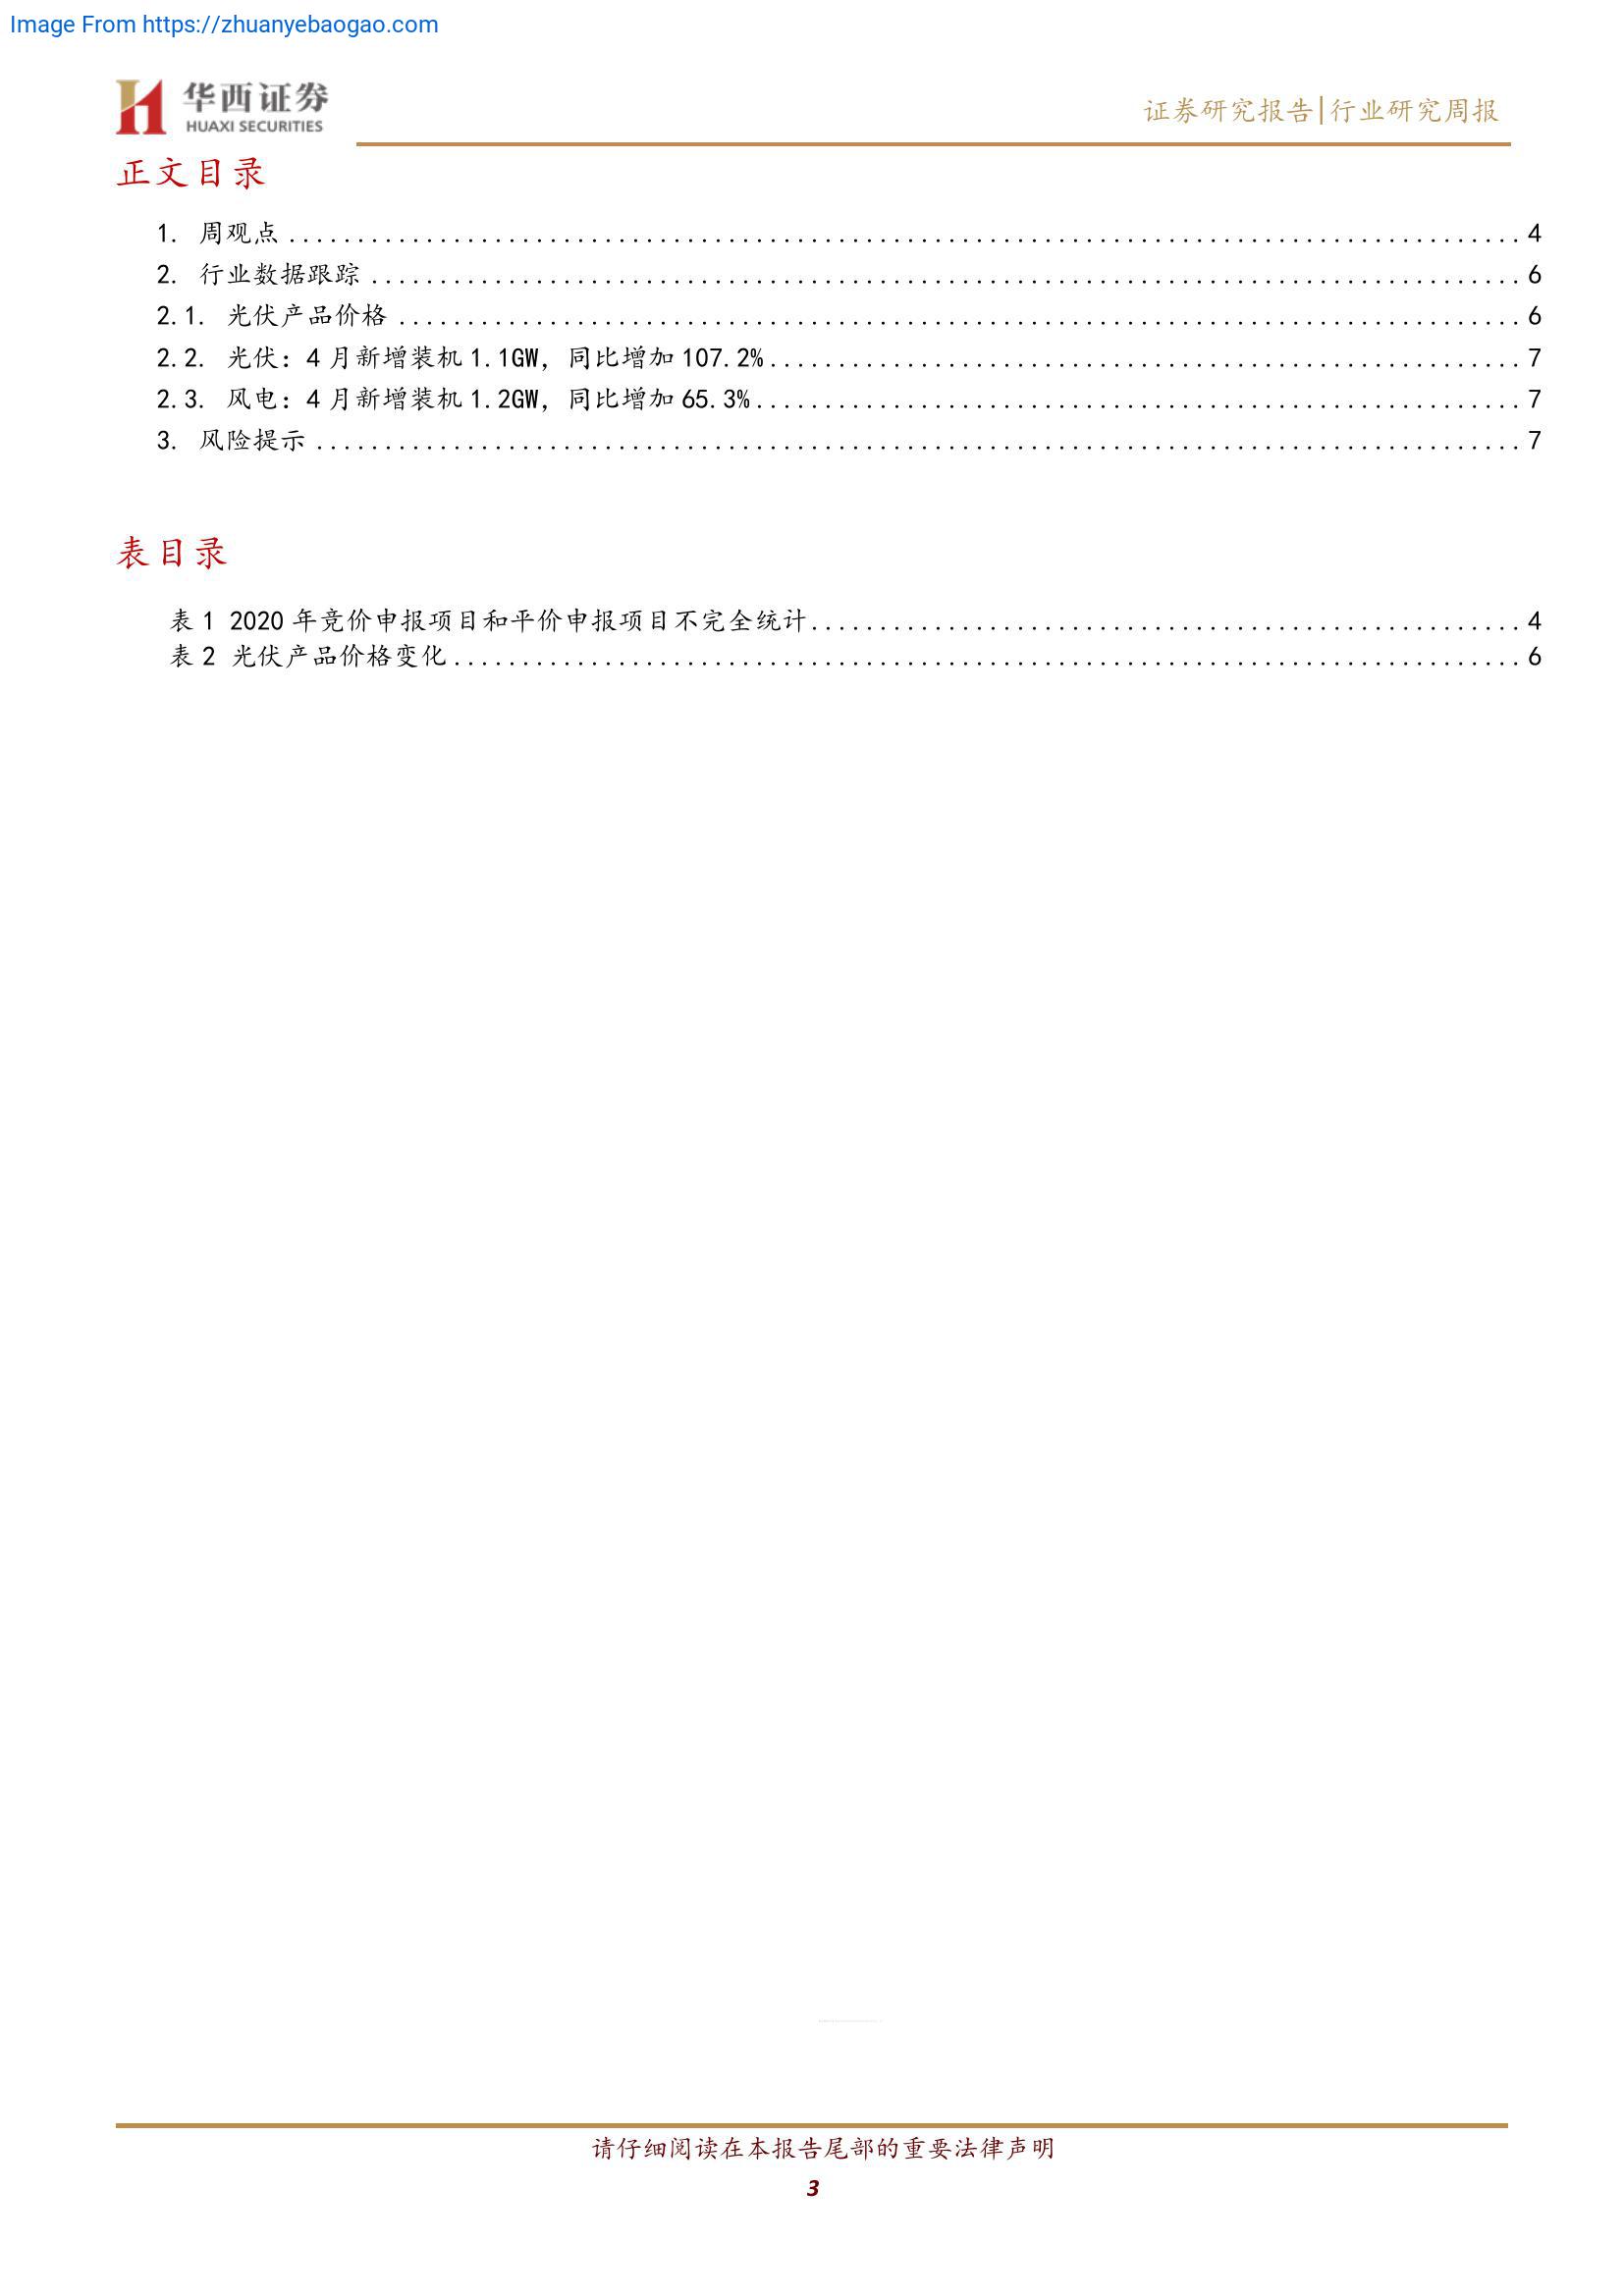 Image From https://zhuanyebaogao.com
华西证券
HUAXI SECURITIES
证券研究报告|行业研究周报
正文目录
1. 周观点 ........................................ 4
2. 行业数据跟踪 ........................................ 6
2.1. 光伏产品价格 ........................................ 6
2.2. 光伏：4 月新增装机 1.1GW，同比增加 107.2% ........................................ 7
2.3. 风电：4 月新增装机 1.2GW，同比增加 65.3% ........................................ 7
3. 风险提示 ........................................ 7
表目录
表 1 2020 年竞价申报项目和平价申报项目不完全统计 ........................................ 4
表 2 光伏产品价格变化 ........................................ 6
请仔细阅读在本报告尾部的重要法律声明
3